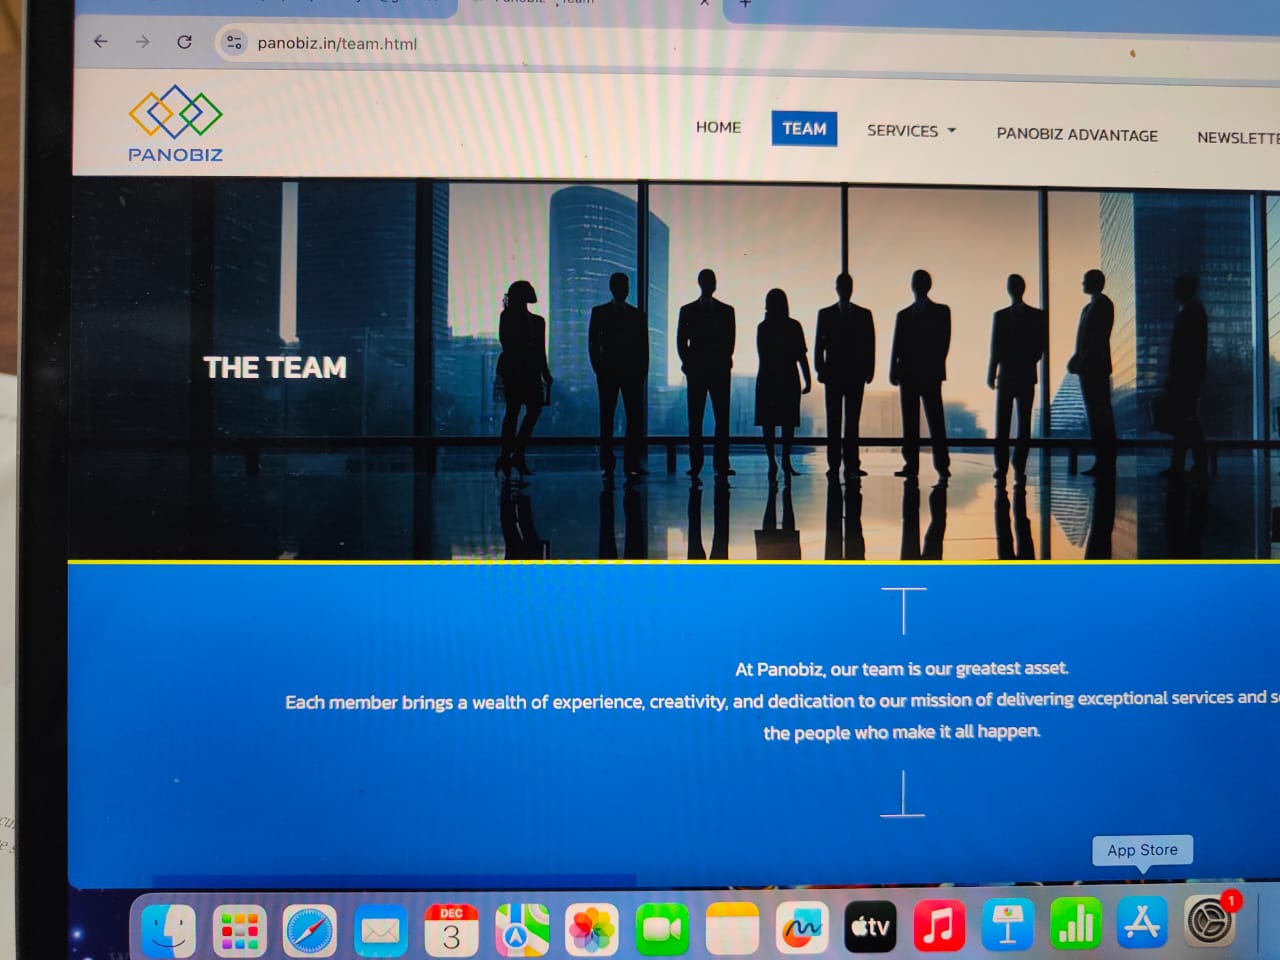 panobiz.in/team.html
PANOBIZ
HOME
TEAM
SERVICES
PANOBIZ ADVANTAGE
THE TEAM
At Panobiz, our team is our greatest asset.
Each member brings a wealth of experience, creativity, and dedication to our mission of delivering exceptional services and
the people who make it all happen.
App Store
DEC
3
tv
1